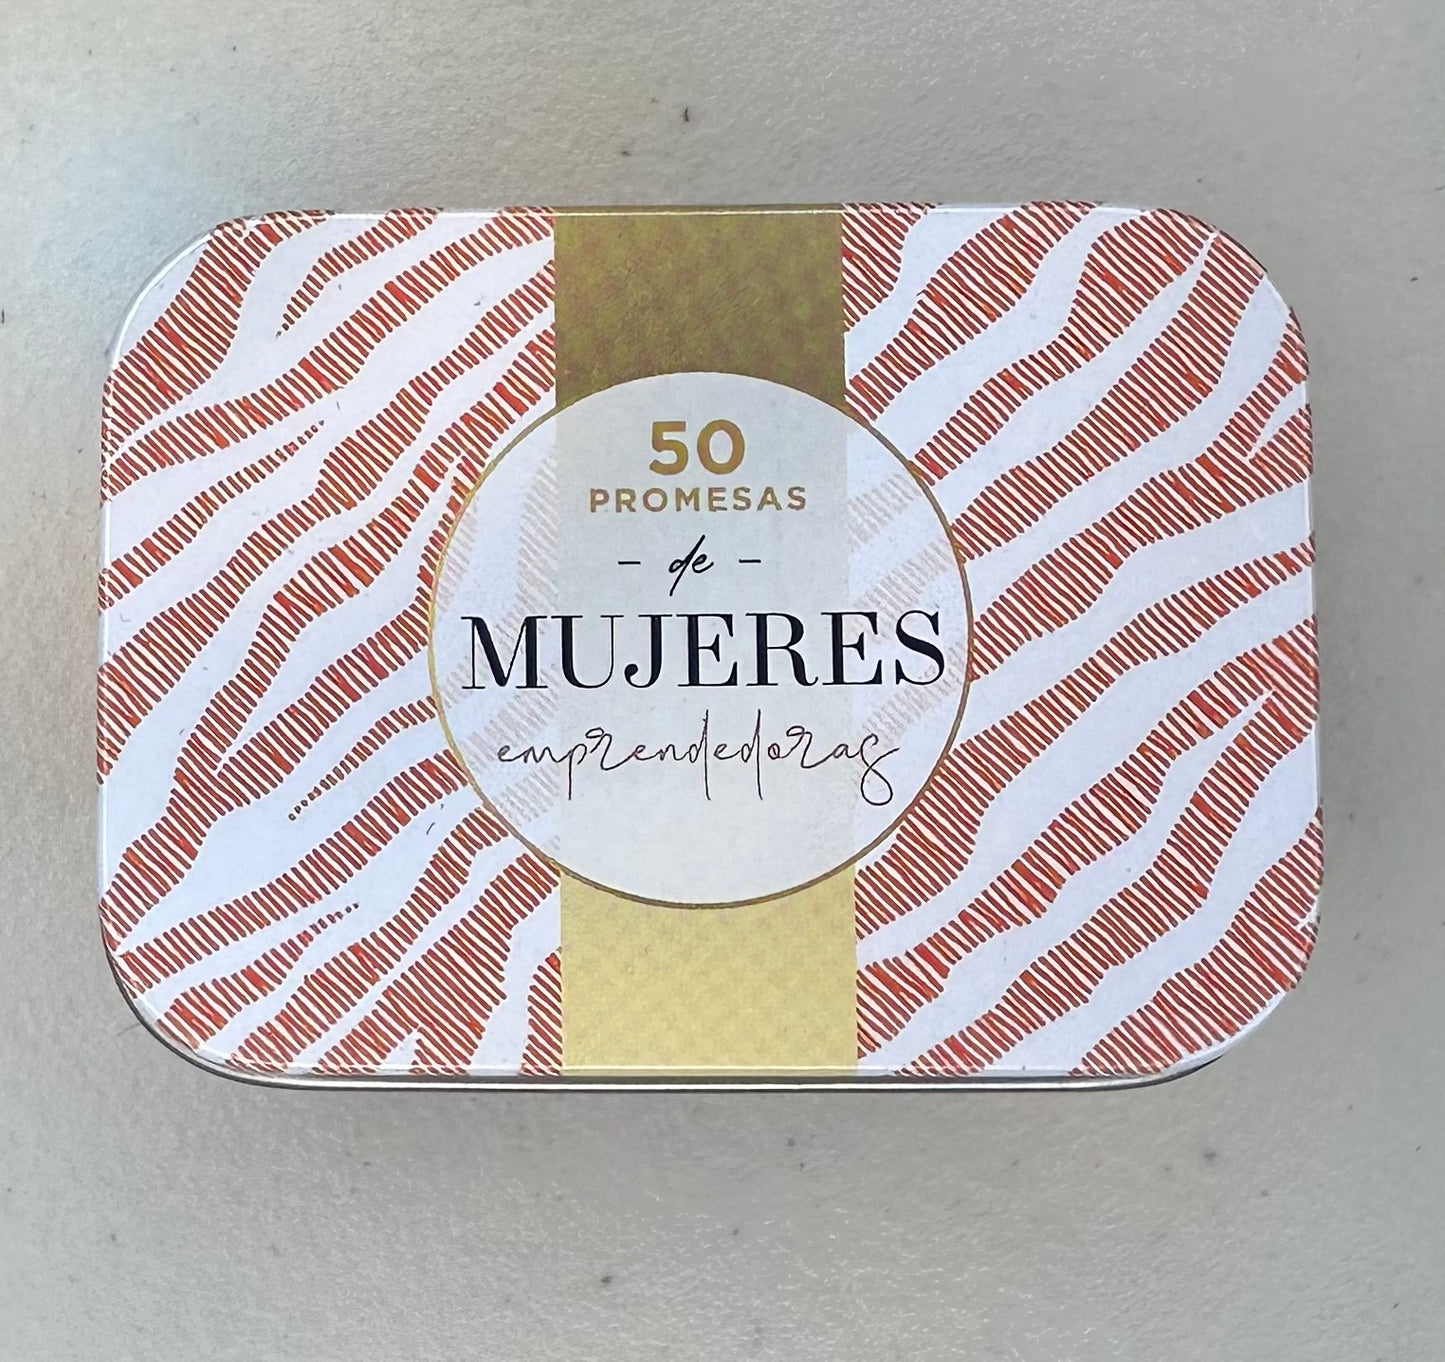 50
PROMESAS
- de -
MUJERES
emprendedoras